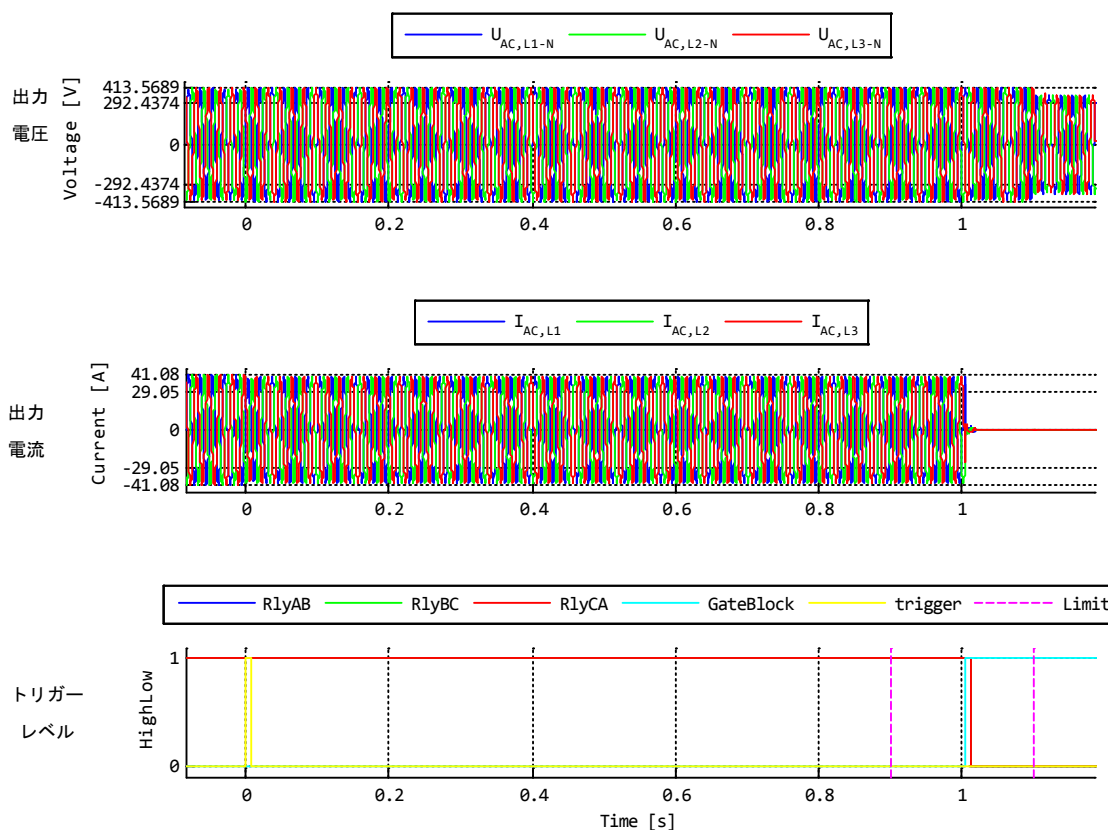 U_AC,L1-N U_AC,L2-N U_AC,L3-N
出力
電圧
Voltage [V]
413.5689
292.4374
0
-292.4374
-413.5689
0 0.2 0.4 0.6 0.8 1
I_AC,L1 I_AC,L2 I_AC,L3
出力
電流
Current [A]
41.08
29.05
0
-29.05
-41.08
0 0.2 0.4 0.6 0.8 1
RlyAB RlyBC RlyCA GateBlock trigger Limit
トリガー
レベル
HighLow
1
0
0 0.2 0.4 0.6 0.8 1
Time [s]